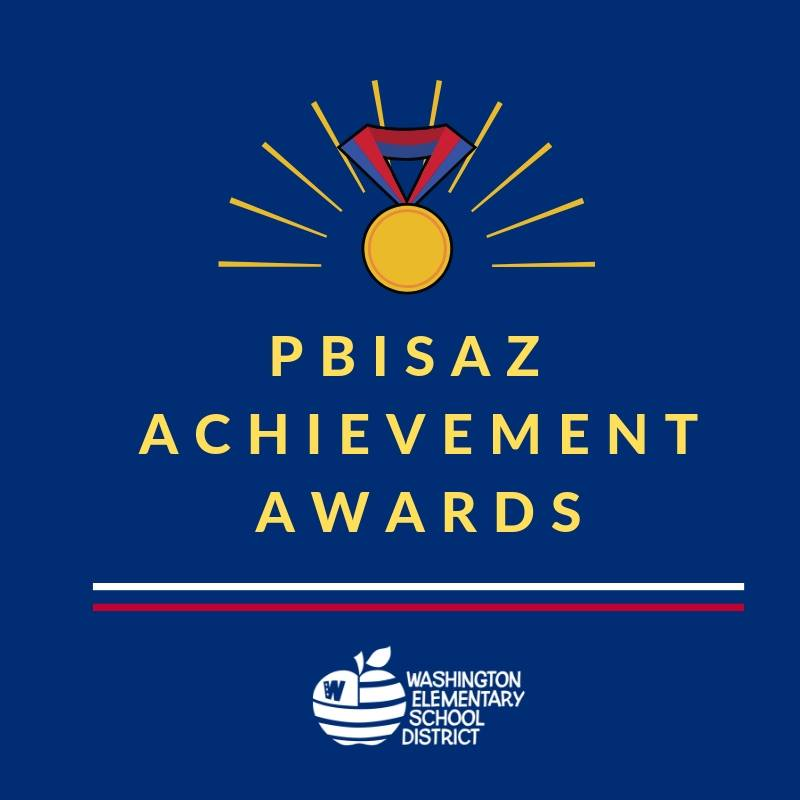 PBISAZ
ACHIEVEMENT
AWARDS
W
WASHINGTON
ELEMENTARY
SCHOOL
DISTRICT